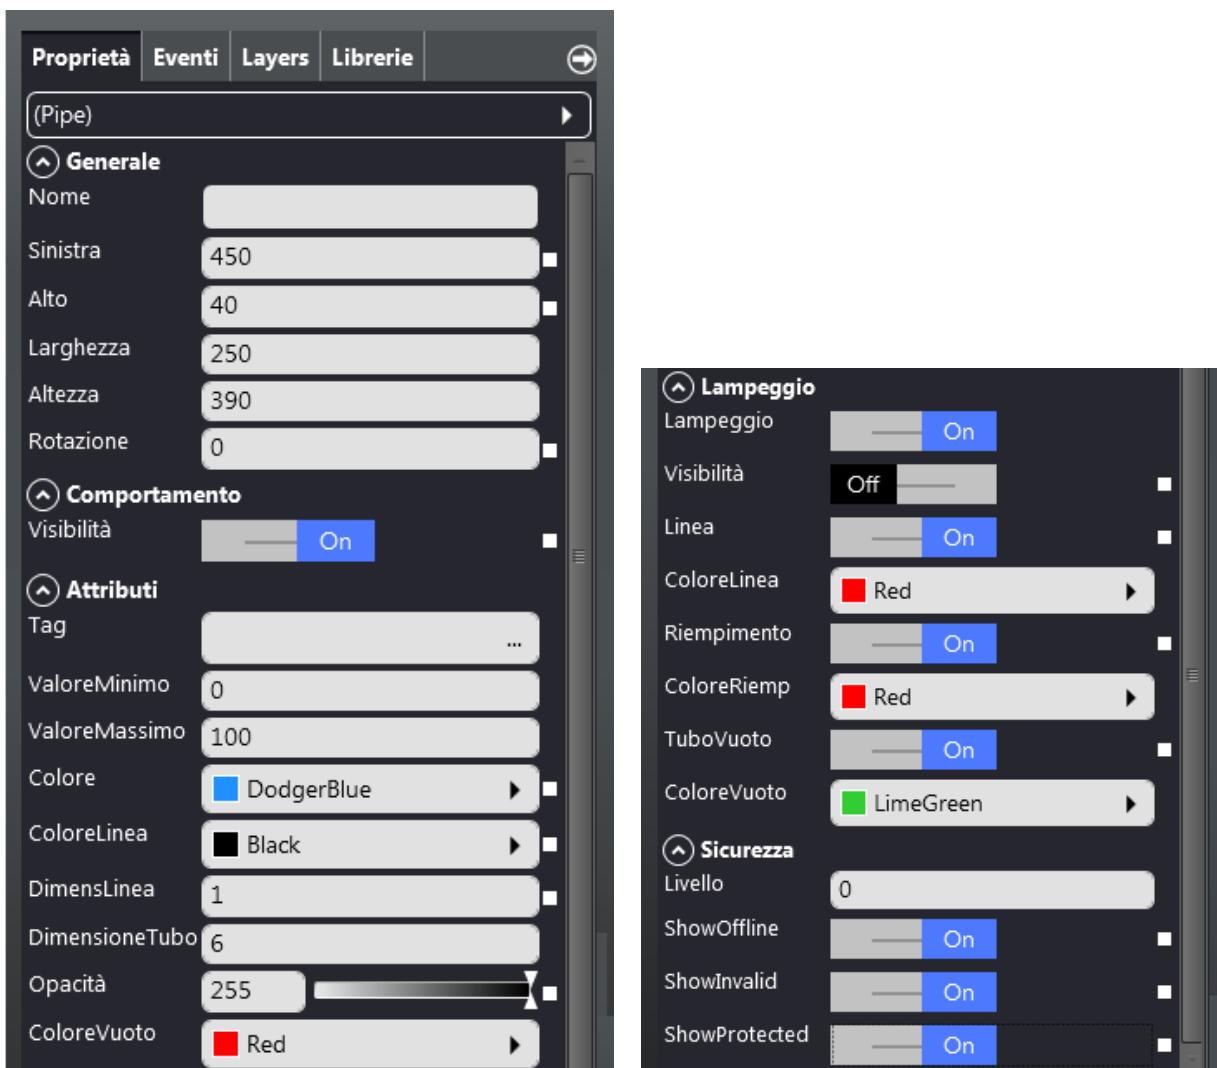 Proprietà Eventi Layers Librerie
(Pipe)
Generale
Nome
Sinistra 450
Alto 40
Larghezza 250
Altezza 390
Rotazione 0
Comportamento
Visibilità On
Attributi
Tag ...
ValoreMinimo 0
ValoreMassimo 100
Colore DodgerBlue
ColoreLinea Black
DimensLinea 1
DimensioneTubo 6
Opacità 255
ColoreVuoto Red
Lampeggio
Lampeggio On
Visibilità Off
Linea On
ColoreLinea Red
Riempimento On
ColoreRiemp Red
TuboVuoto On
ColoreVuoto LimeGreen
Sicurezza
Livello 0
ShowOffline On
ShowInvalid On
ShowProtected On